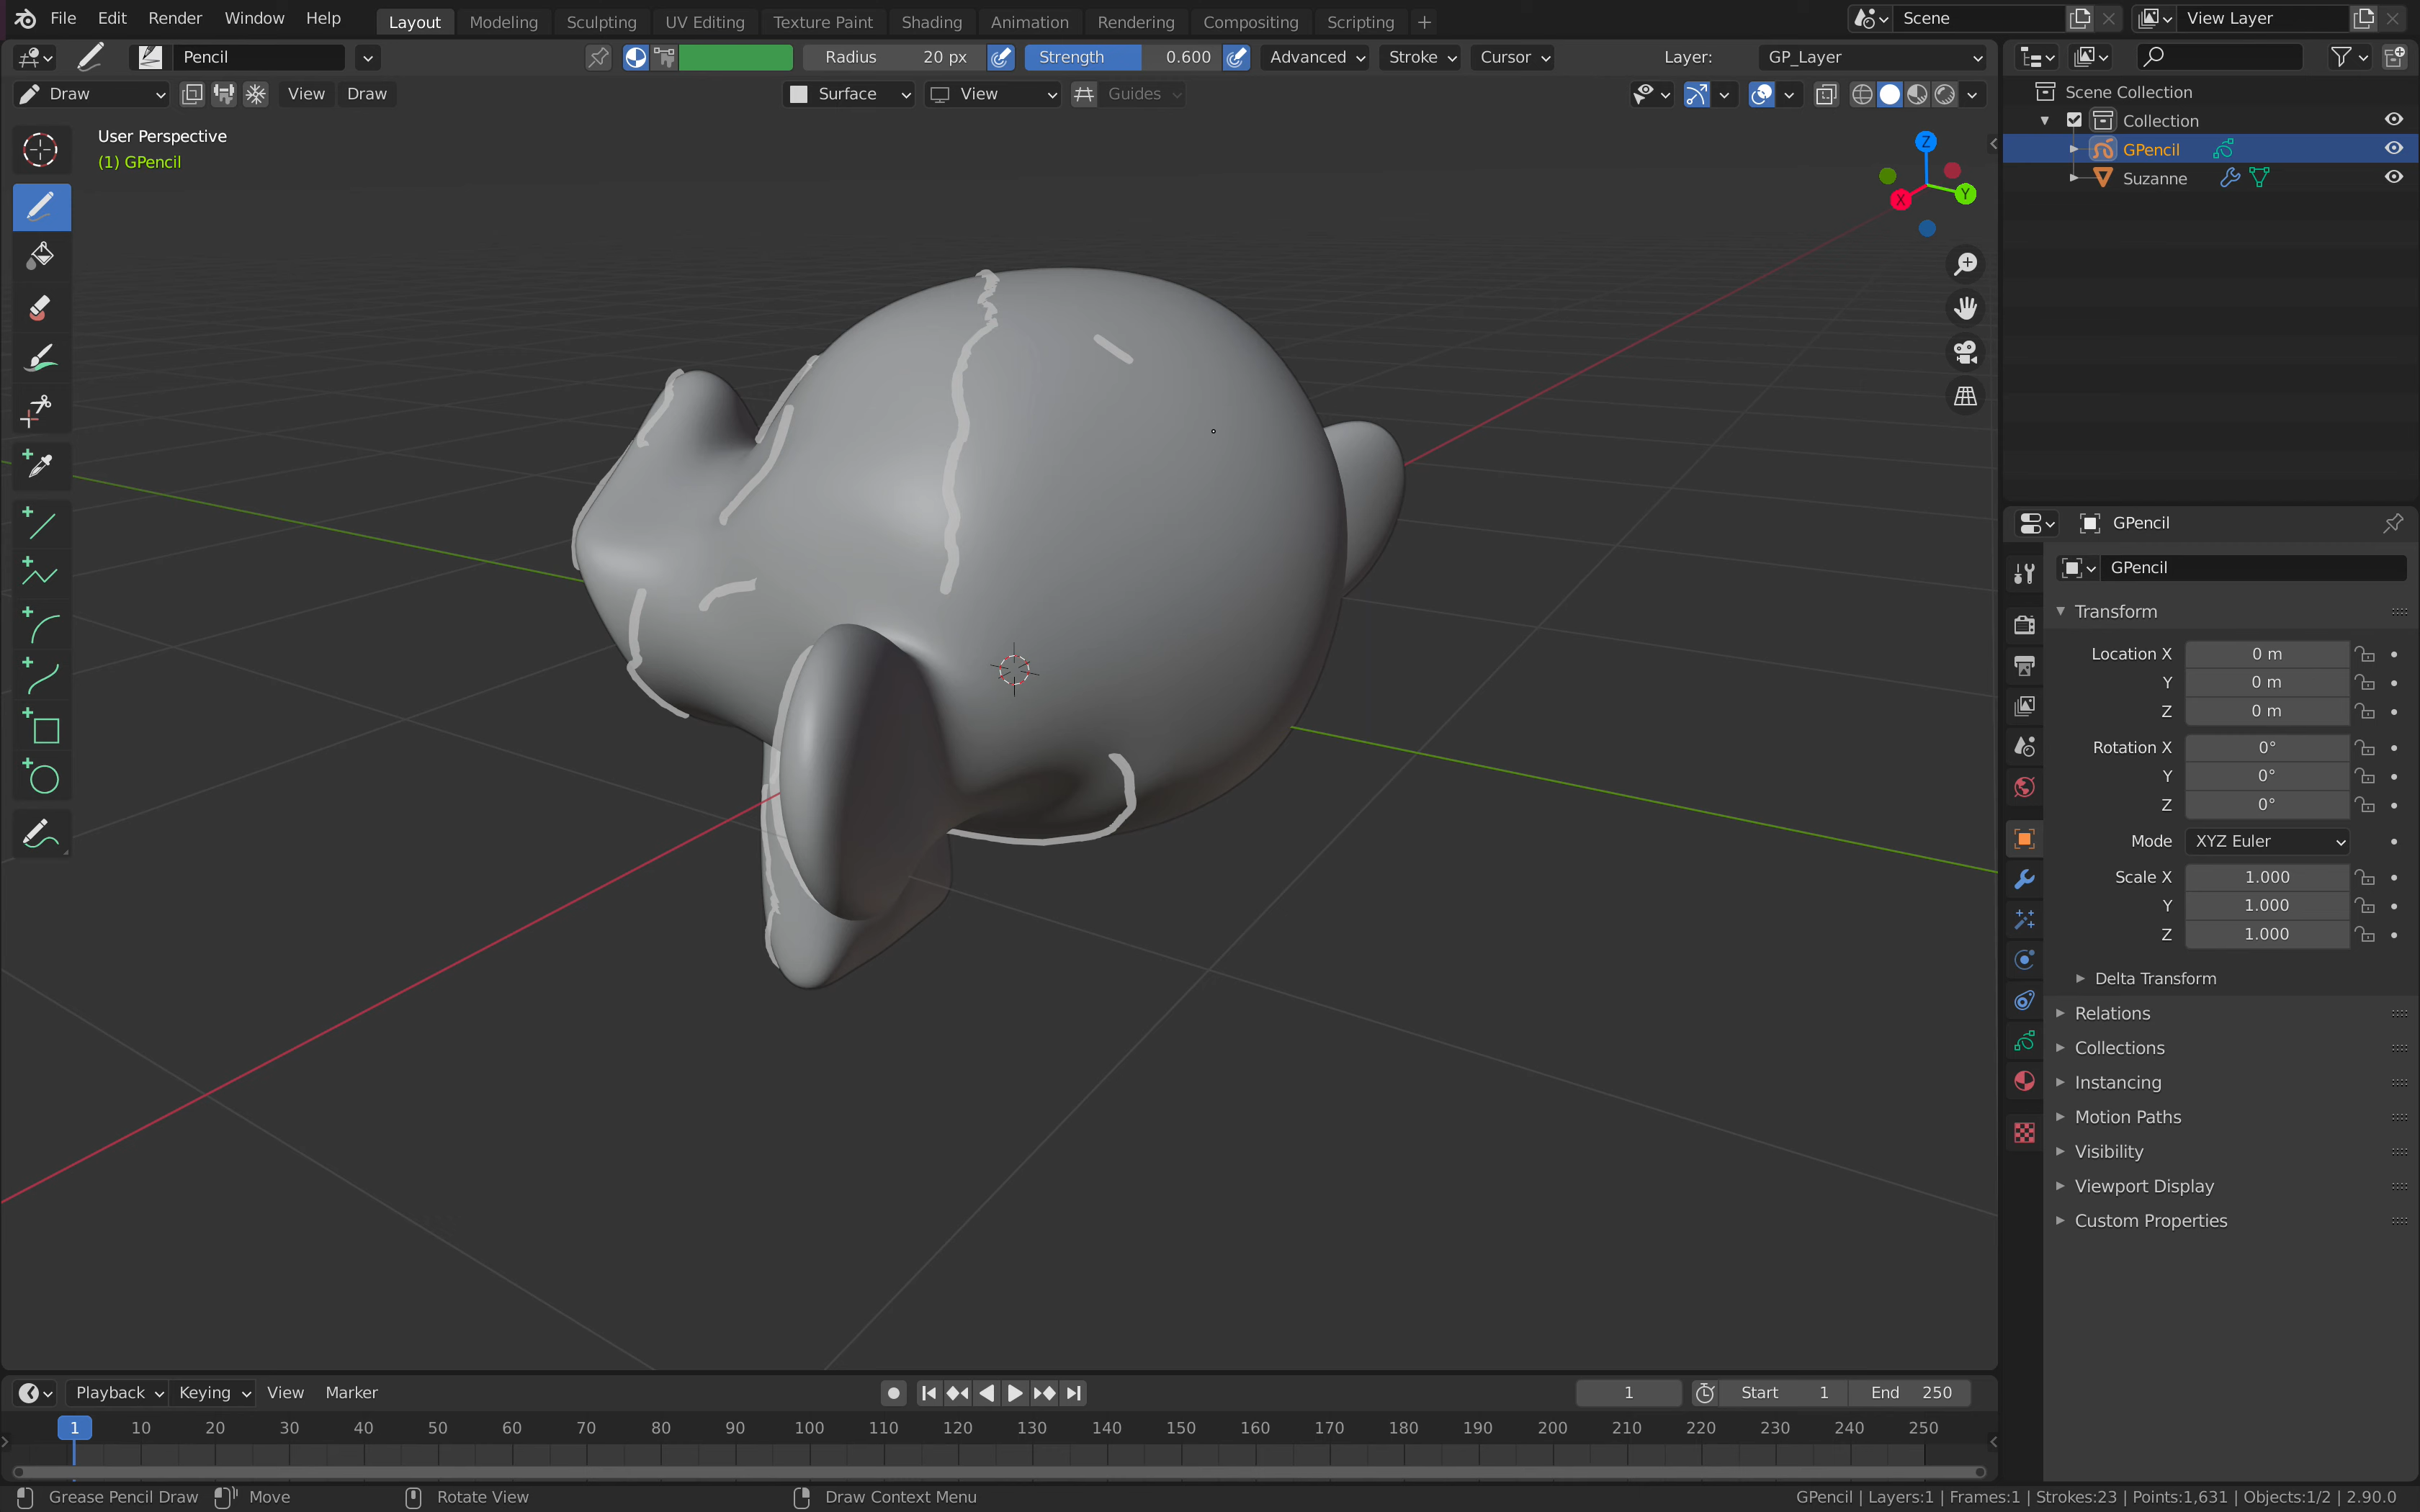 File Edit Render Window Help Layout Modeling Sculpting UV Editing Texture Paint Shading Animation Rendering Compositing Scripting Scene View Layer
Pencil Radius 20 px Strength 0.600 Advanced Stroke Cursor Layer: GP_Layer
Draw View Draw Surface View Guides
User Perspective
(1) GPencil
Z
Y
X
Scene Collection
Collection
GPencil
Suzanne
GPencil
GPencil
Transform
Location X 0 m
Y 0 m
Z 0 m
Rotation X 0°
Y 0°
Z 0°
Mode XYZ Euler
Scale X 1.000
Y 1.000
Z 1.000
Delta Transform
Relations
Collections
Instancing
Motion Paths
Visibility
Viewport Display
Custom Properties
Playback Keying View Marker 1 Start 1 End 250
1 10 20 30 40 50 60 70 80 90 100 110 120 130 140 150 160 170 180 190 200 210 220 230 240 250
Grease Pencil Draw Move Rotate View Draw Context Menu GPencil | Layers:1 | Frames:1 | Strokes:23 | Points:1,631 | Objects:1/2 | 2.90.0